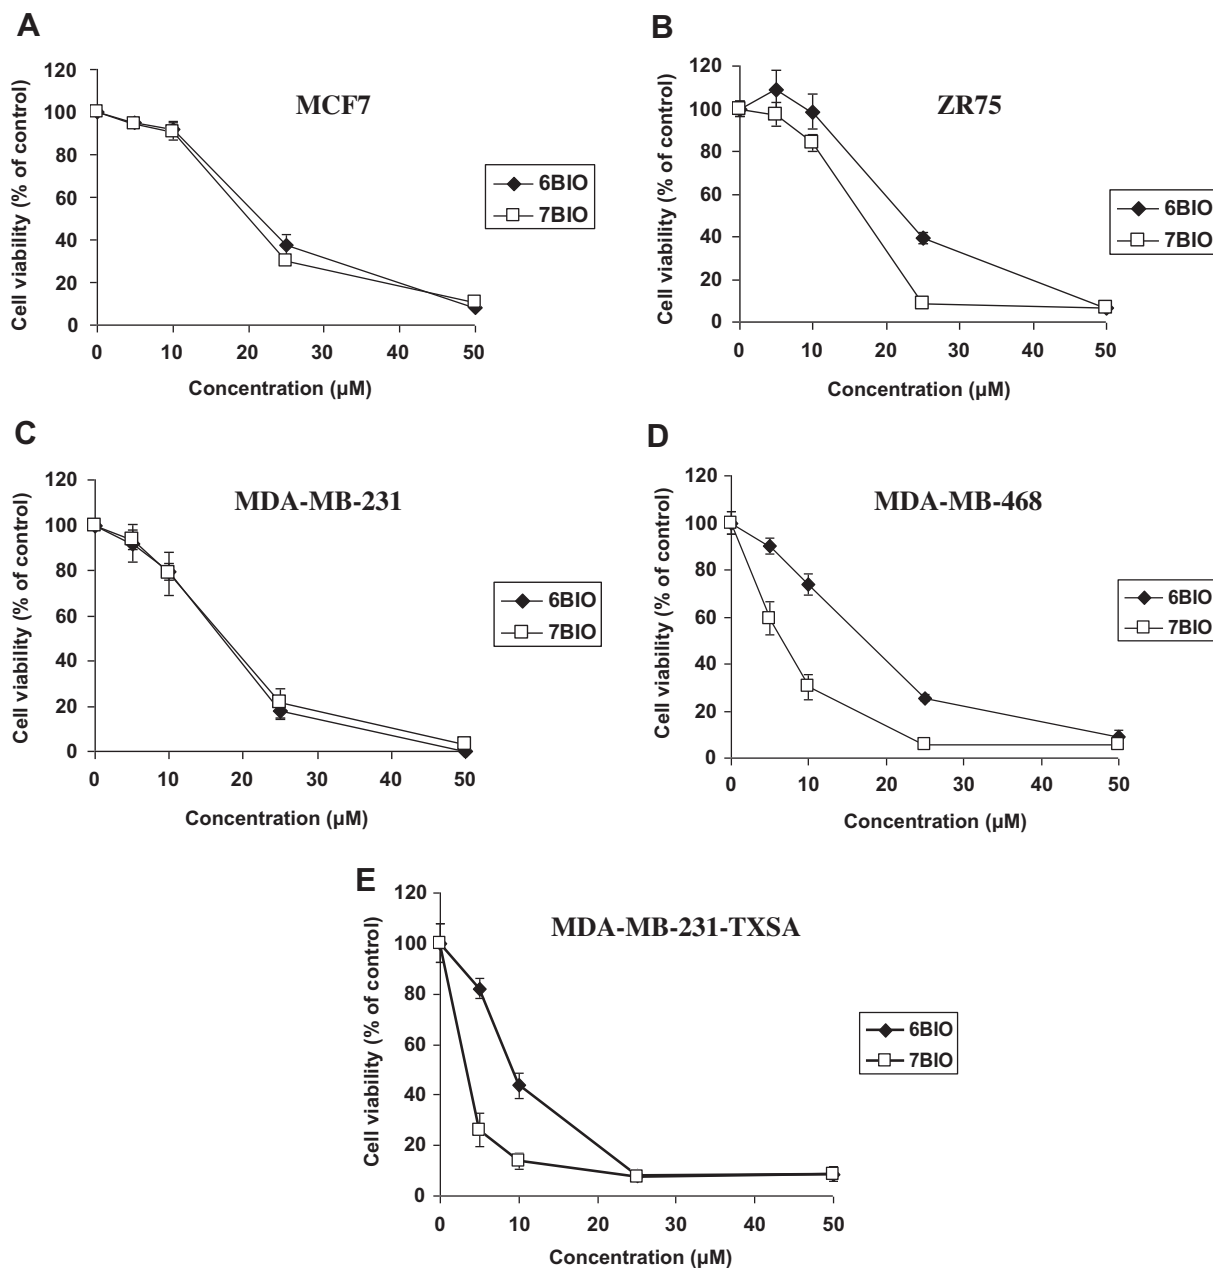 A
Cell viability (% of control)
120
100
80
60
40
20
0
MCF7
6BIO
7BIO
0 10 20 30 40 50
Concentration (µM)
B
Cell viability (% of control)
120
100
80
60
40
20
0
ZR75
6BIO
7BIO
0 10 20 30 40 50
Concentration (µM)
C
Cell viability (% of control)
120
100
80
60
40
20
0
MDA-MB-231
6BIO
7BIO
0 10 20 30 40 50
Concentration (µM)
D
Cell viability (% of control)
120
100
80
60
40
20
0
MDA-MB-468
6BIO
7BIO
0 10 20 30 40 50
Concentration (µM)
E
Cell viability (% of control)
120
100
80
60
40
20
0
MDA-MB-231-TXSA
6BIO
7BIO
0 10 20 30 40 50
Concentration (µM)